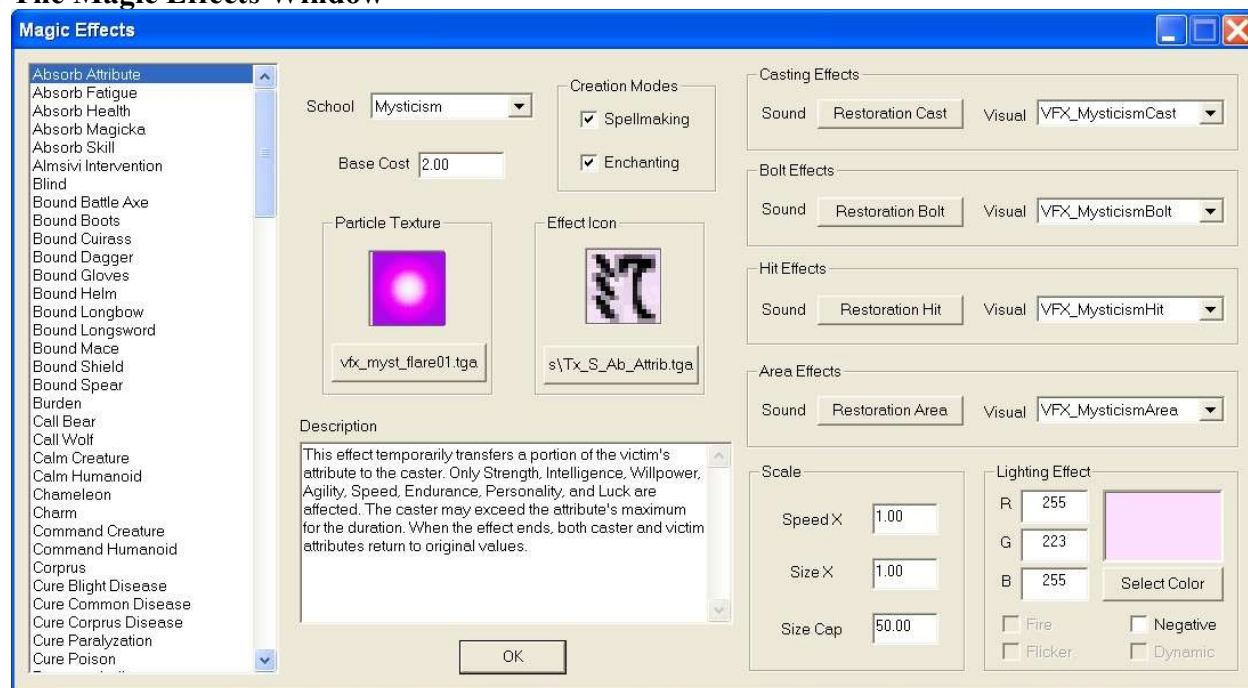 The Magic Effects Window
Magic Effects
Absorb Attribute
Absorb Fatigue
Absorb Health
Absorb Magicka
Absorb Skill
Almsivi Intervention
Blind
Bound Battle Axe
Bound Boots
Bound Cuirass
Bound Dagger
Bound Gloves
Bound Helm
Bound Longbow
Bound Longsword
Bound Mace
Bound Shield
Bound Spear
Burden
Call Bear
Call Wolf
Calm Creature
Calm Humanoid
Chameleon
Charm
Command Creature
Command Humanoid
Corprus
Cure Blight Disease
Cure Common Disease
Cure Corprus Disease
Cure Paralyzation
Cure Poison
School Mysticism
Base Cost 2.00
Creation Modes
Spellmaking
Enchanting
Particle Texture
vfx_myst_flare01.tga
Effect Icon
s\Tx_S_Ab_Attrib.tga
Description
This effect temporarily transfers a portion of the victim's
attribute to the caster. Only Strength, Intelligence, Willpower,
Agility, Speed, Endurance, Personality, and Luck are
affected. The caster may exceed the attribute's maximum
for the duration. When the effect ends, both caster and victim
attributes return to original values.
OK
Casting Effects
Sound Restoration Cast Visual VFX_MysticismCast
Bolt Effects
Sound Restoration Bolt Visual VFX_MysticismBolt
Hit Effects
Sound Restoration Hit Visual VFX_MysticismHit
Area Effects
Sound Restoration Area Visual VFX_MysticismArea
Scale
Speed X 1.00
Size X 1.00
Size Cap 50.00
Lighting Effect
R 255
G 223
B 255
Select Color
Fire Negative
Flicker Dynamic